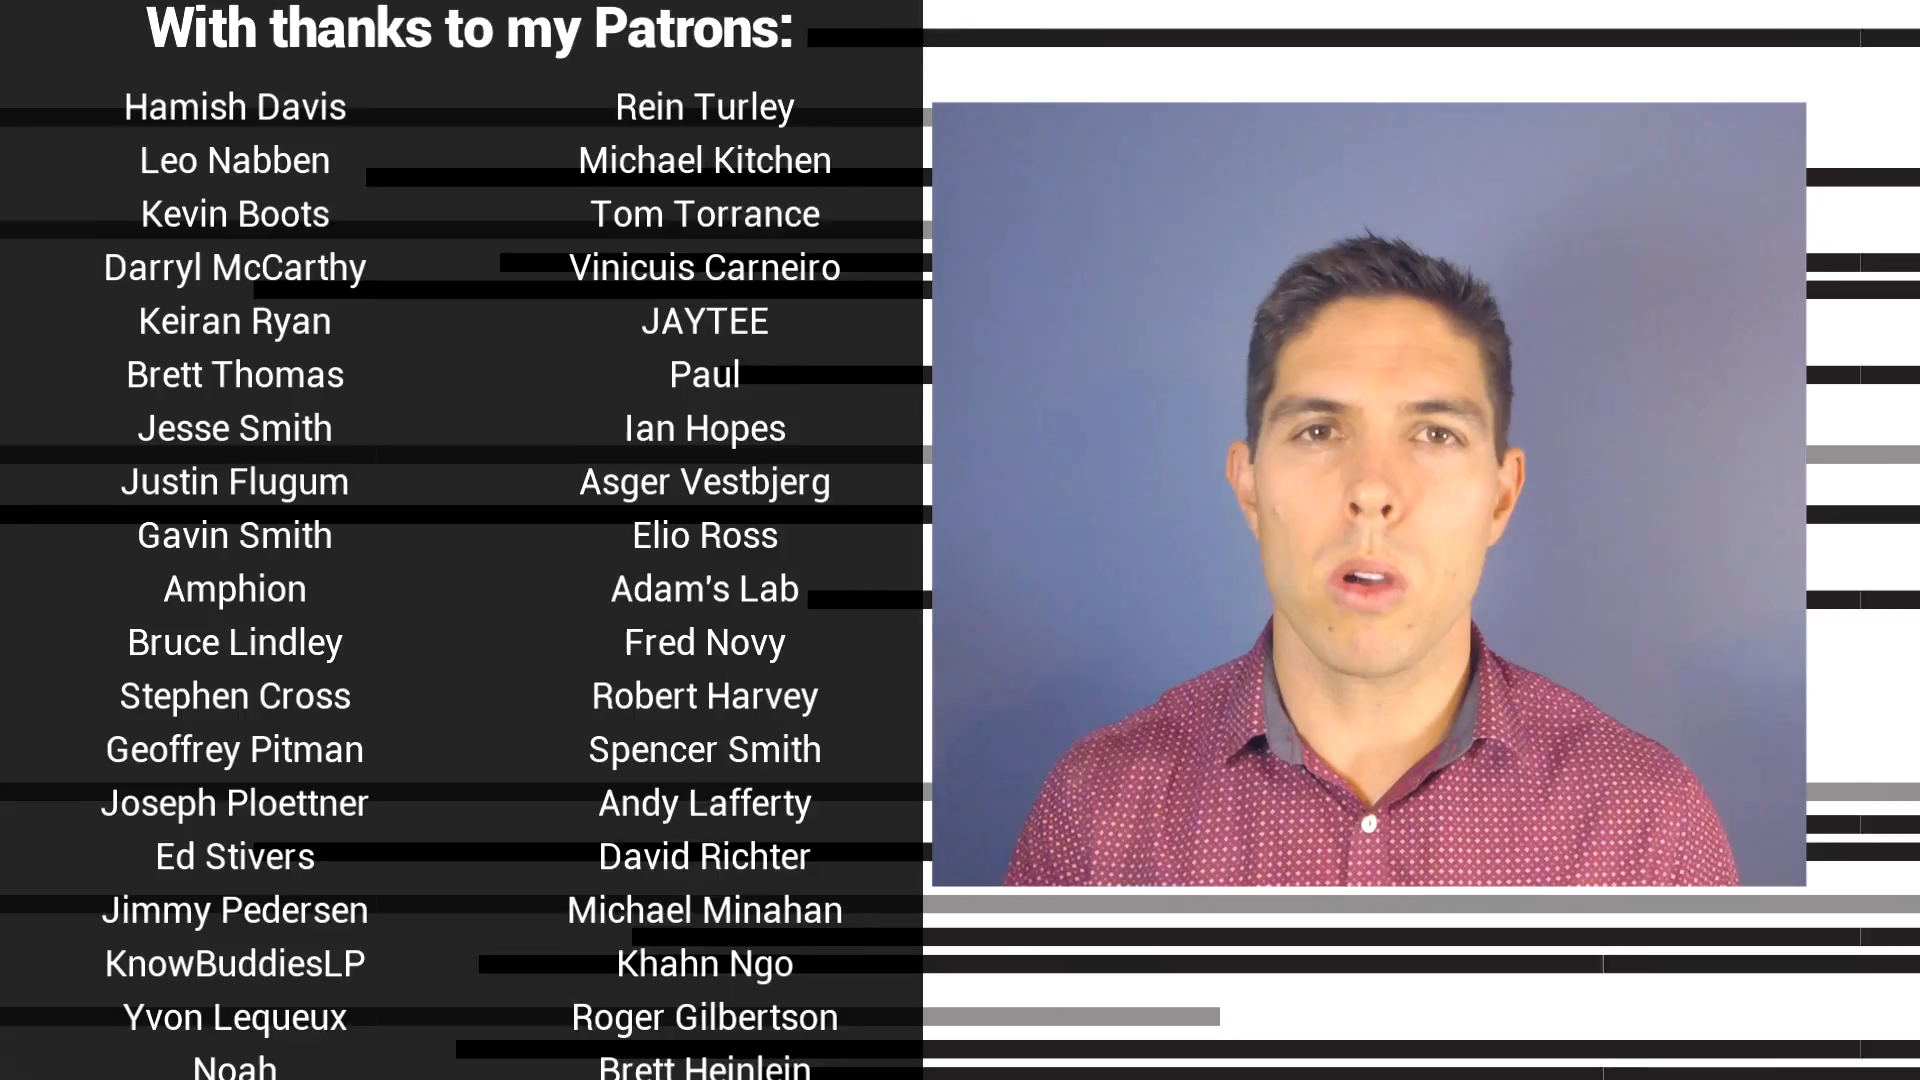 With thanks to my Patrons:
Hamish Davis
Leo Nabben
Kevin Boots
Darryl McCarthy
Keiran Ryan
Brett Thomas
Jesse Smith
Justin Flugum
Gavin Smith
Amphion
Bruce Lindley
Stephen Cross
Geoffrey Pitman
Joseph Ploettner
Ed Stivers
Jimmy Pedersen
KnowBuddiesLP
Yvon Lequeux
Noah
Rein Turley
Michael Kitchen
Tom Torrance
Vinicuis Carneiro
JAYTEE
Paul
Ian Hopes
Asger Vestbjerg
Elio Ross
Adam's Lab
Fred Novy
Robert Harvey
Spencer Smith
Andy Lafferty
David Richter
Michael Minahan
Khahn Ngo
Roger Gilbertson
Brett Heinlein